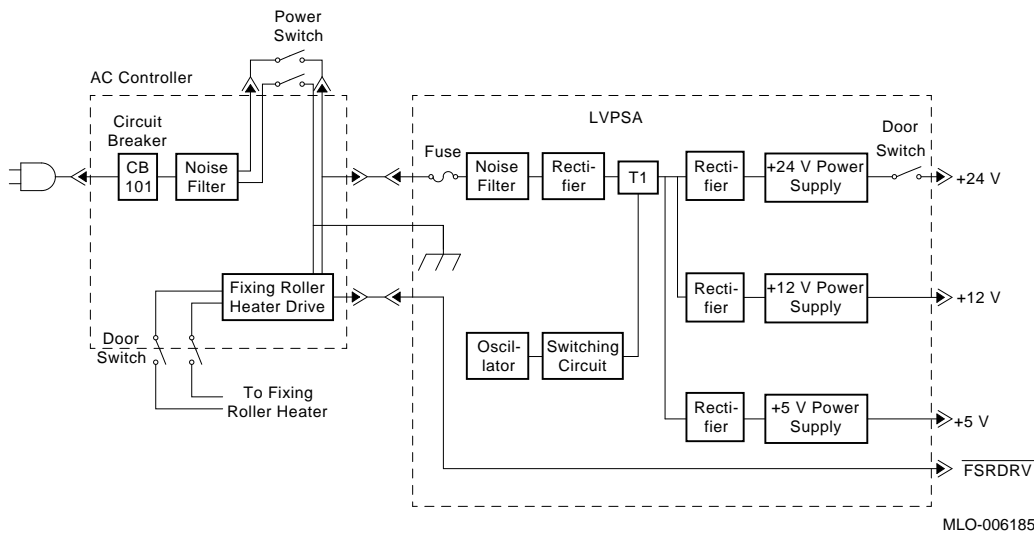 Power
Switch
AC Controller
LVPSA
Circuit
Breaker
Door
Switch
Fuse
CB
101
Noise
Filter
Noise
Filter
Recti-
fier
T1
Recti-
fier
+24 V Power
Supply
+24 V
Fixing Roller
Heater Drive
Recti-
fier
+12 V Power
Supply
+12 V
Door
Switch
Oscil-
lator
Switching
Circuit
To Fixing
Roller Heater
Recti-
fier
+5 V Power
Supply
+5 V
FSRDRV
MLO-006185